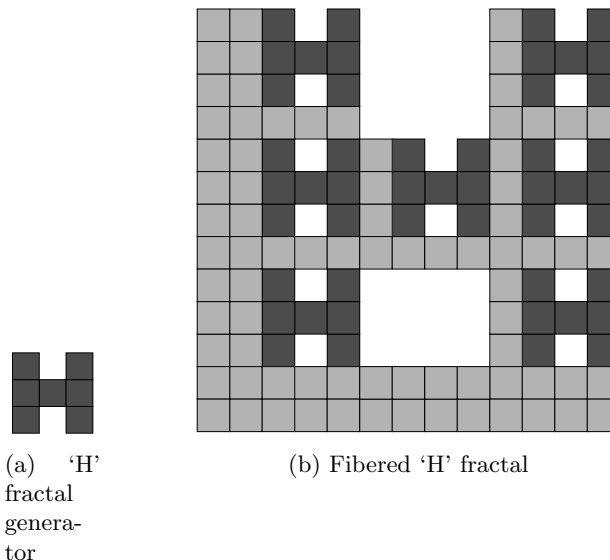 (a) ‘H’
fractal
genera-
tor
(b) Fibered ‘H’ fractal